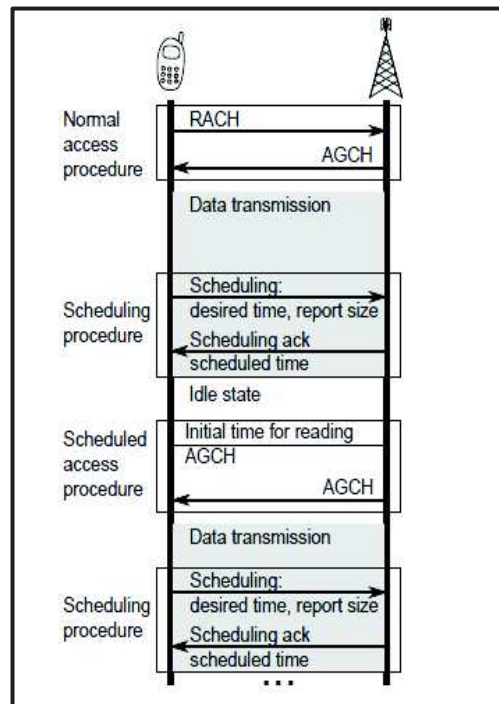 Normal
access
procedure
RACH
AGCH
Data transmission
Scheduling
procedure
Scheduling:
desired time, report size
Scheduling ack
scheduled time
Idle state
Scheduled
access
procedure
Initial time for reading
AGCH
AGCH
Data transmission
Scheduling
procedure
Scheduling:
desired time, report size
Scheduling ack
scheduled time
...